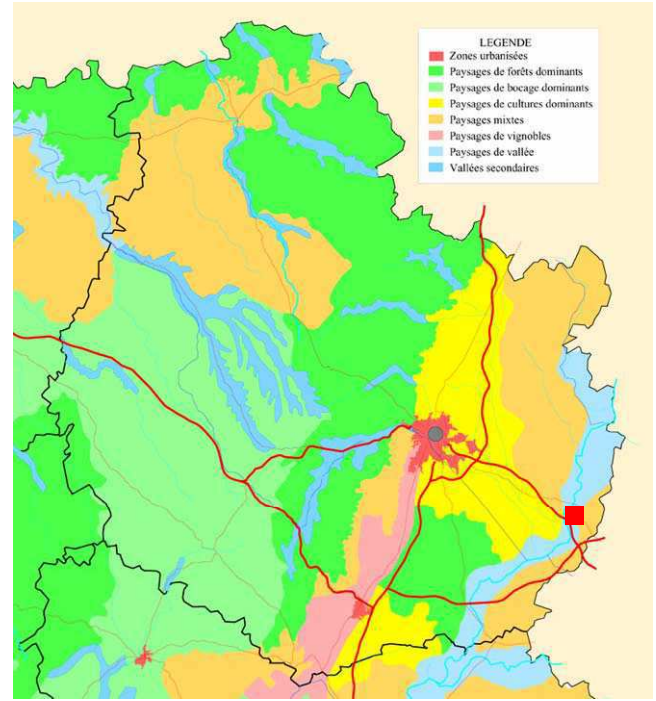 LEGENDE
Zones urbanisées
Paysages de forêts dominants
Paysages de bocage dominants
Paysages de cultures dominants
Paysages mixtes
Paysages de vignobles
Paysages de vallée
Vallées secondaires